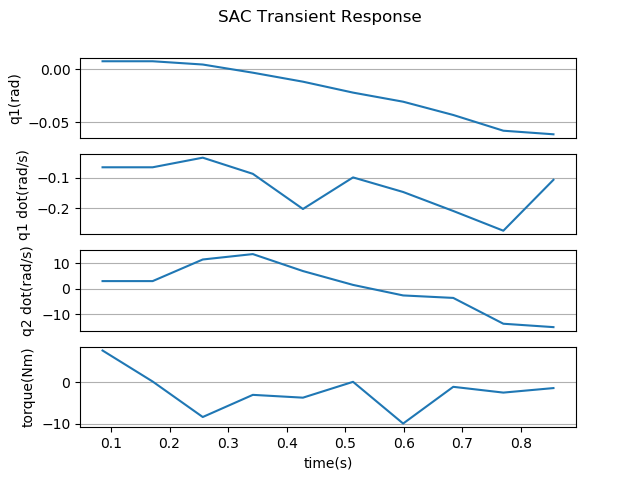 SAC Transient Response
q1(rad)
0.00
−0.05
q1 dot(rad/s)
−0.1
−0.2
q2 dot(rad/s)
10
0
−10
torque(Nm)
0
−10
0.1 0.2 0.3 0.4 0.5 0.6 0.7 0.8
time(s)